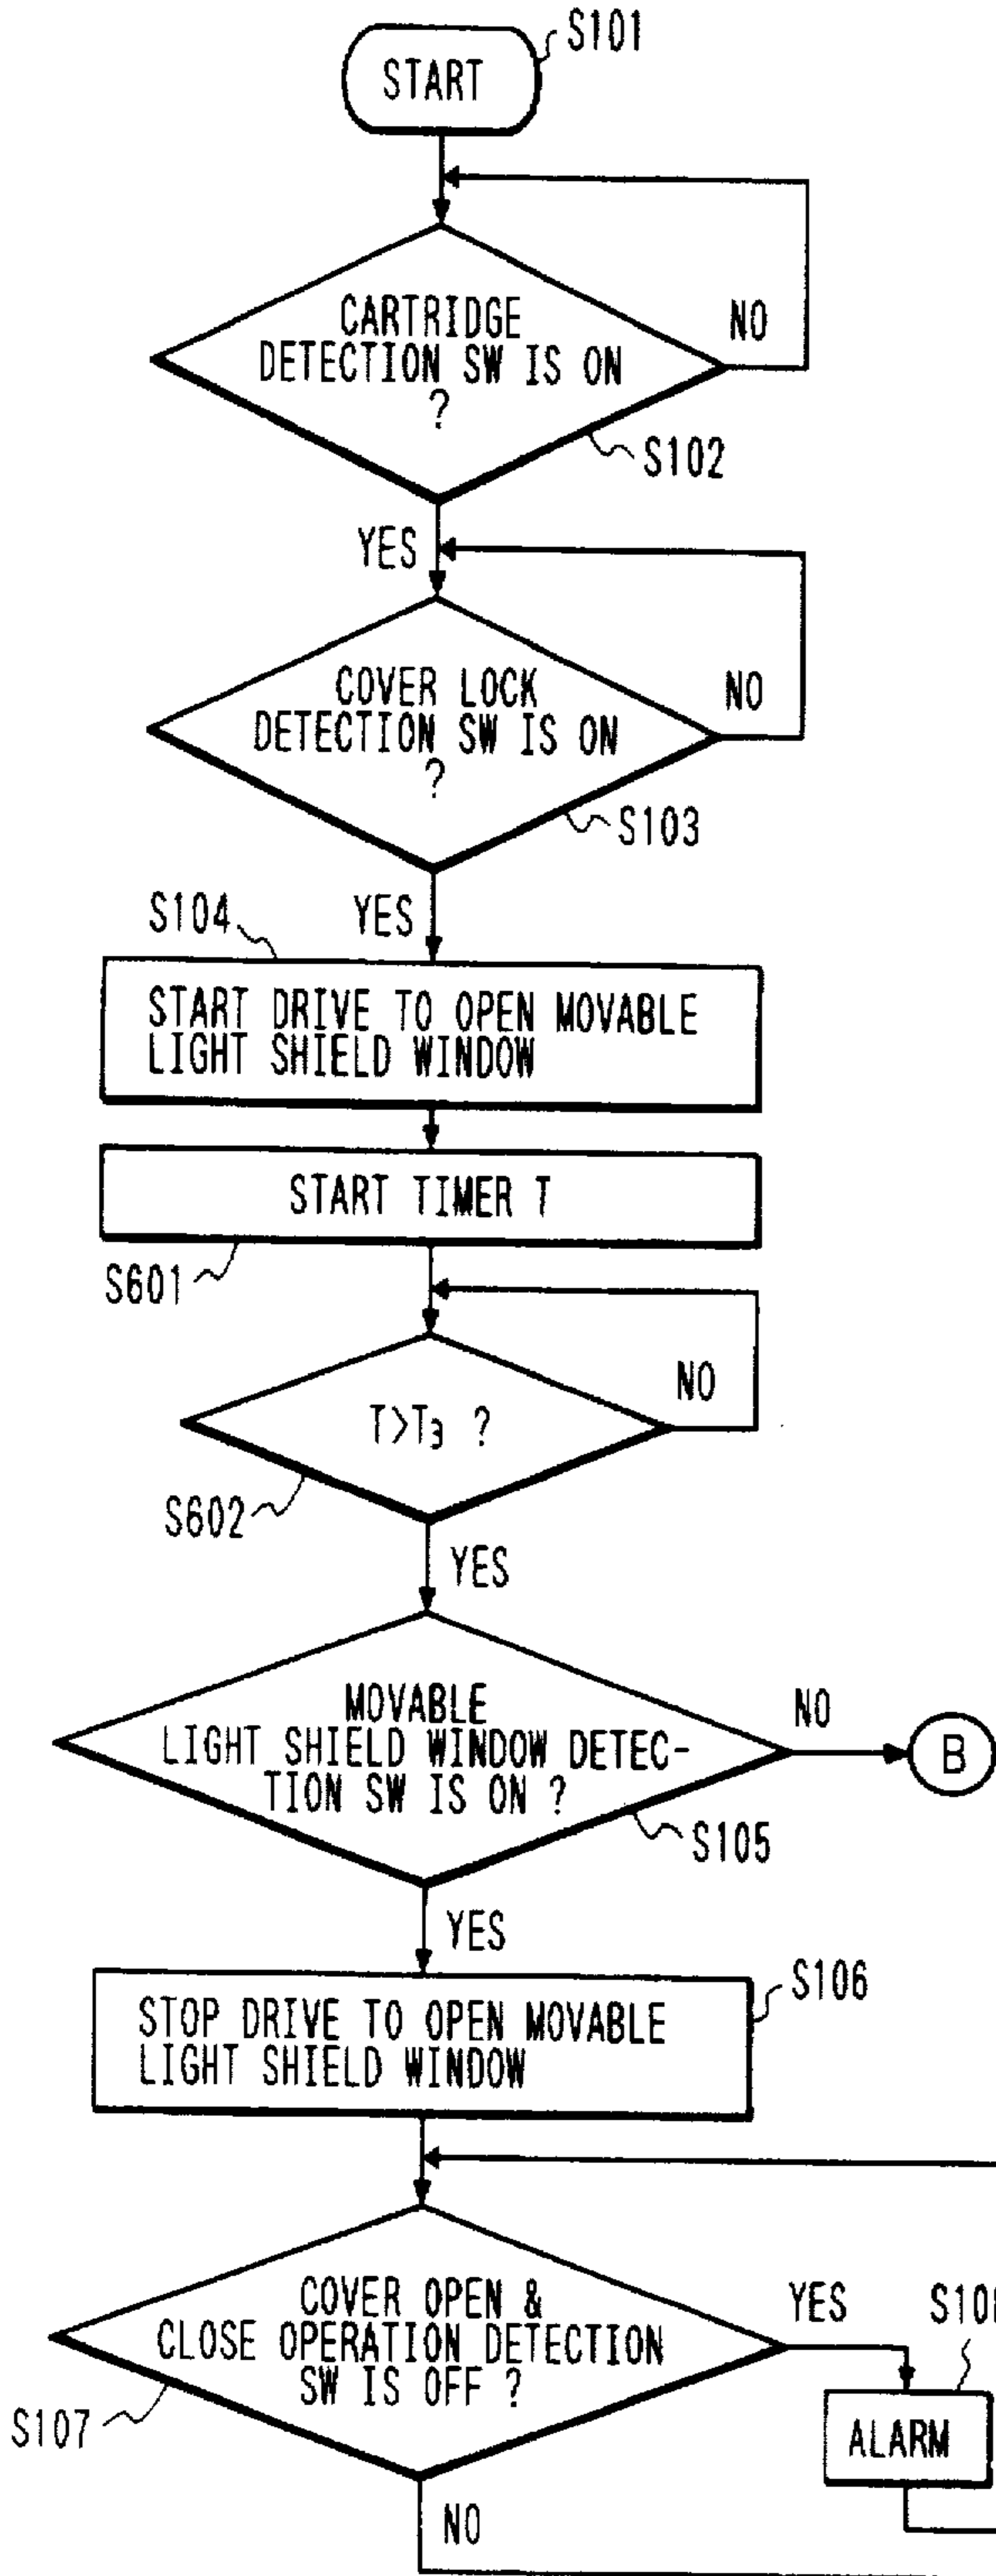 START
S101
CARTRIDGE
DETECTION SW IS ON
?
NO
S102
YES
COVER LOCK
DETECTION SW IS ON
?
NO
S103
YES
S104
START DRIVE TO OPEN MOVABLE
LIGHT SHIELD WINDOW
START TIMER T
S601
T>T3 ?
NO
S602
YES
MOVABLE
LIGHT SHIELD WINDOW DETEC-
TION SW IS ON ?
NO
B
S105
YES
S106
STOP DRIVE TO OPEN MOVABLE
LIGHT SHIELD WINDOW
COVER OPEN &
CLOSE OPERATION DETECTION
SW IS OFF ?
YES
S107
ALARM
NO